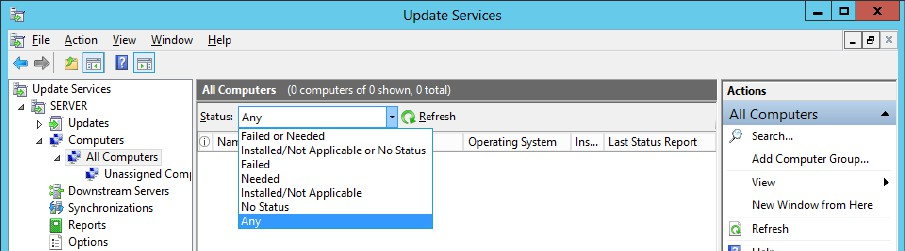 Update Services
File Action View Window Help
Update Services
SERVER
Updates
Computers
All Computers
Unassigned Comp
Downstream Servers
Synchronizations
Reports
Options
All Computers (0 computers of 0 shown, 0 total)
Status: Any Refresh
Nam Operating System Ins... Last Status Report
Failed or Needed
Installed/Not Applicable or No Status
Failed
Needed
Installed/Not Applicable
No Status
Any
Actions
All Computers
Search...
Add Computer Group...
View
New Window from Here
Refresh